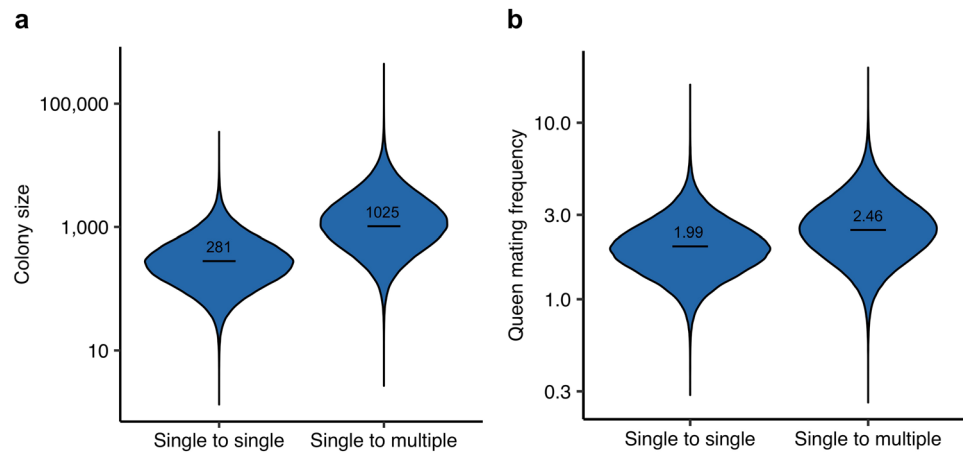 a
Colony size
100,000
1,000
10
281
1025
Single to single
Single to multiple
b
Queen mating frequency
10.0
3.0
1.0
0.3
1.99
2.46
Single to single
Single to multiple